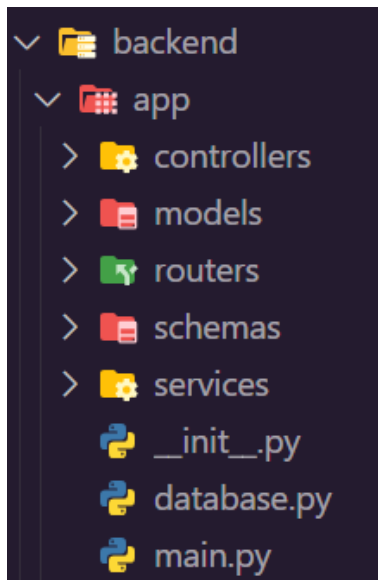 backend
app
controllers
models
routers
schemas
services
__init__.py
database.py
main.py